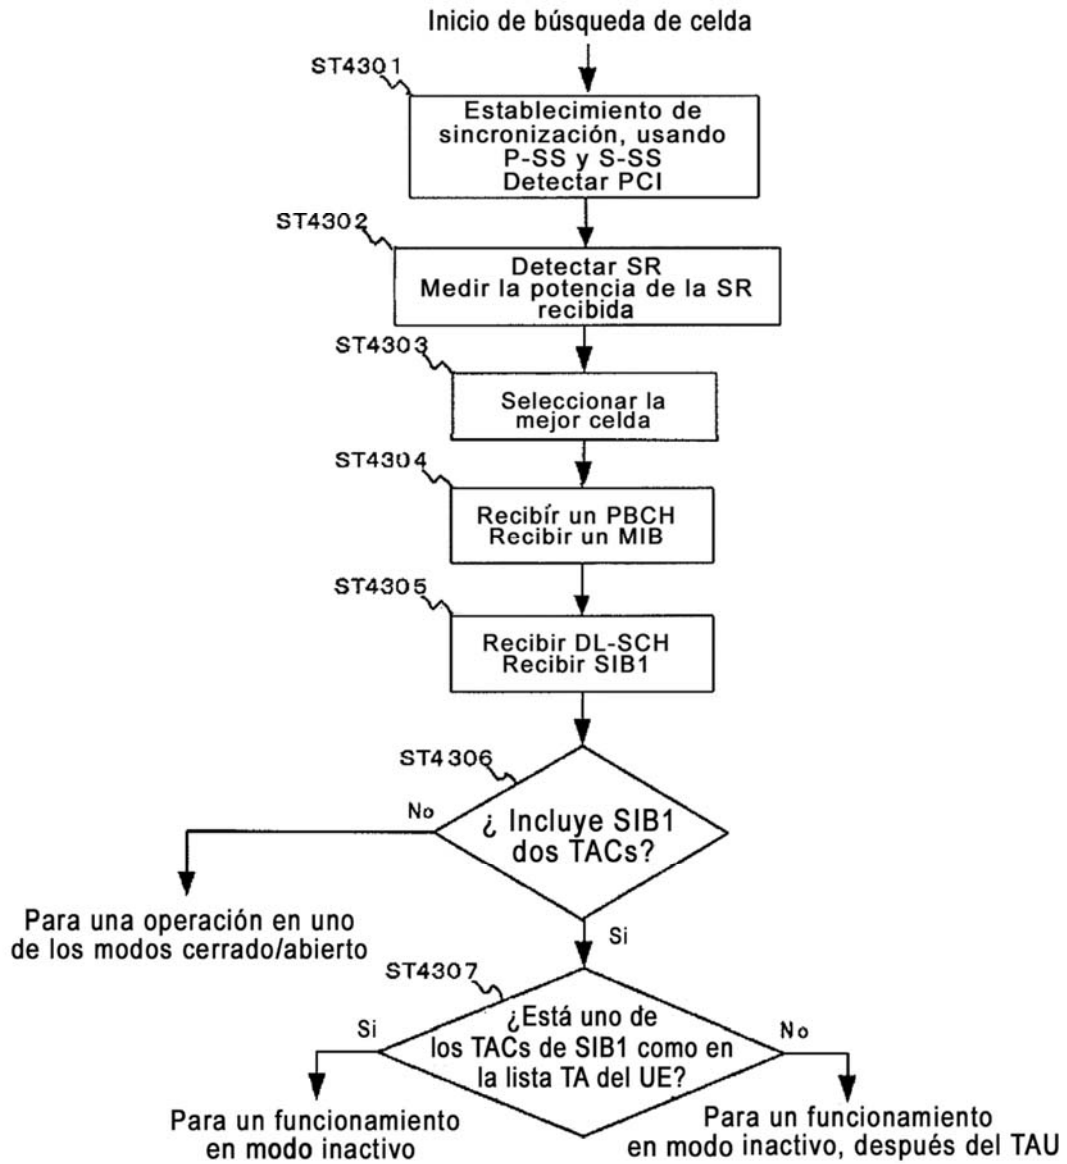 Inicio de búsqueda de celda
ST4301
Establecimiento de
sincronización, usando
P-SS y S-SS
Detectar PCI
ST4302
Detectar SR
Medir la potencia de la SR
recibida
ST4303
Seleccionar la
mejor celda
ST4304
Recibír un PBCH
Recibir un MIB
ST4305
Recibir DL-SCH
Recibir SIB1
ST4306
No
¿ Incluye SIB1
dos TACs?
Para una operación en uno
de los modos cerrado/abierto
Si
ST4307
Si
¿Está uno de
los TACs de SIB1 como en
la lista TA del UE?
No
Para un funcionamiento
en modo inactivo
Para un funcionamiento
en modo inactivo, después del TAU